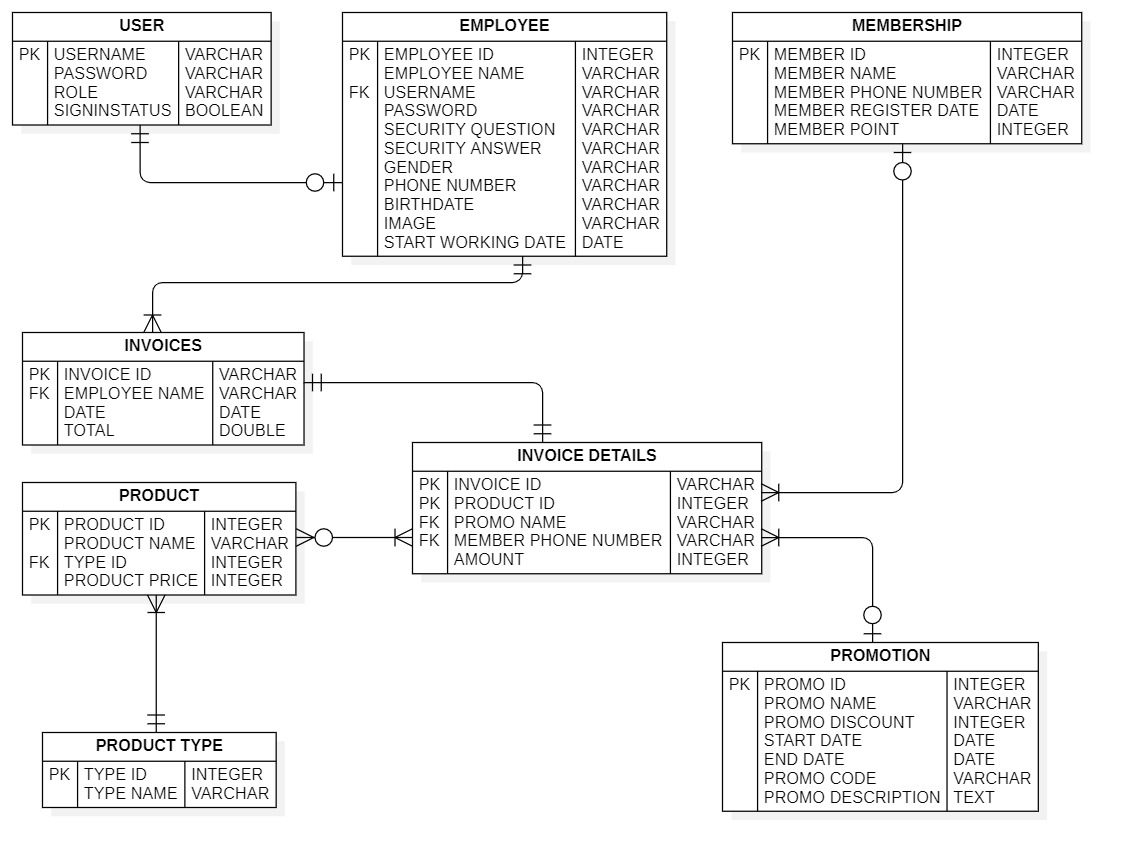 USER
PK USERNAME VARCHAR
PASSWORD VARCHAR
ROLE VARCHAR
SIGNINSTATUS BOOLEAN
EMPLOYEE
PK EMPLOYEE ID INTEGER
EMPLOYEE NAME VARCHAR
FK USERNAME VARCHAR
PASSWORD VARCHAR
SECURITY QUESTION VARCHAR
SECURITY ANSWER VARCHAR
GENDER VARCHAR
PHONE NUMBER VARCHAR
BIRTHDATE VARCHAR
IMAGE VARCHAR
START WORKING DATE DATE
MEMBERSHIP
PK MEMBER ID INTEGER
MEMBER NAME VARCHAR
MEMBER PHONE NUMBER VARCHAR
MEMBER REGISTER DATE DATE
MEMBER POINT INTEGER
INVOICES
PK INVOICE ID VARCHAR
FK EMPLOYEE NAME VARCHAR
DATE DATE
TOTAL DOUBLE
INVOICE DETAILS
PK INVOICE ID VARCHAR
PK PRODUCT ID INTEGER
FK PROMO NAME VARCHAR
FK MEMBER PHONE NUMBER VARCHAR
AMOUNT INTEGER
PRODUCT
PK PRODUCT ID INTEGER
PRODUCT NAME VARCHAR
FK TYPE ID INTEGER
PRODUCT PRICE INTEGER
PROMOTION
PK PROMO ID INTEGER
PROMO NAME VARCHAR
PROMO DISCOUNT INTEGER
START DATE DATE
END DATE DATE
PROMO CODE VARCHAR
PROMO DESCRIPTION TEXT
PRODUCT TYPE
PK TYPE ID INTEGER
TYPE NAME VARCHAR